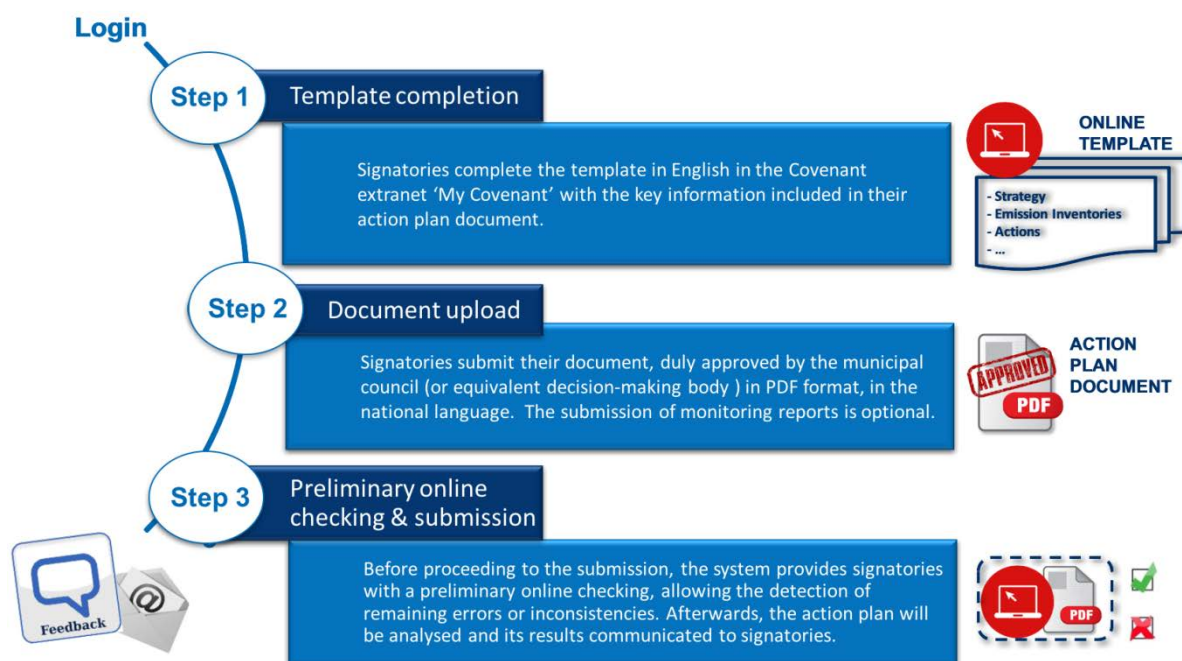 Login
Step 1
Template completion
Signatories complete the template in English in the Covenant
extranet ‘My Covenant’ with the key information included in their
action plan document.
ONLINE
TEMPLATE
- Strategy
- Emission Inventories
- Actions
- ...
Step 2
Document upload
Signatories submit their document, duly approved by the municipal
council (or equivalent decision-making body ) in PDF format, in the
national language. The submission of monitoring reports is optional.
APPROVED
PDF
ACTION
PLAN
DOCUMENT
Step 3
Preliminary online
checking & submission
Before proceeding to the submission, the system provides signatories
with a preliminary online checking, allowing the detection of
remaining errors or inconsistencies. Afterwards, the action plan will
be analysed and its results communicated to signatories.
Feedback
@
PDF